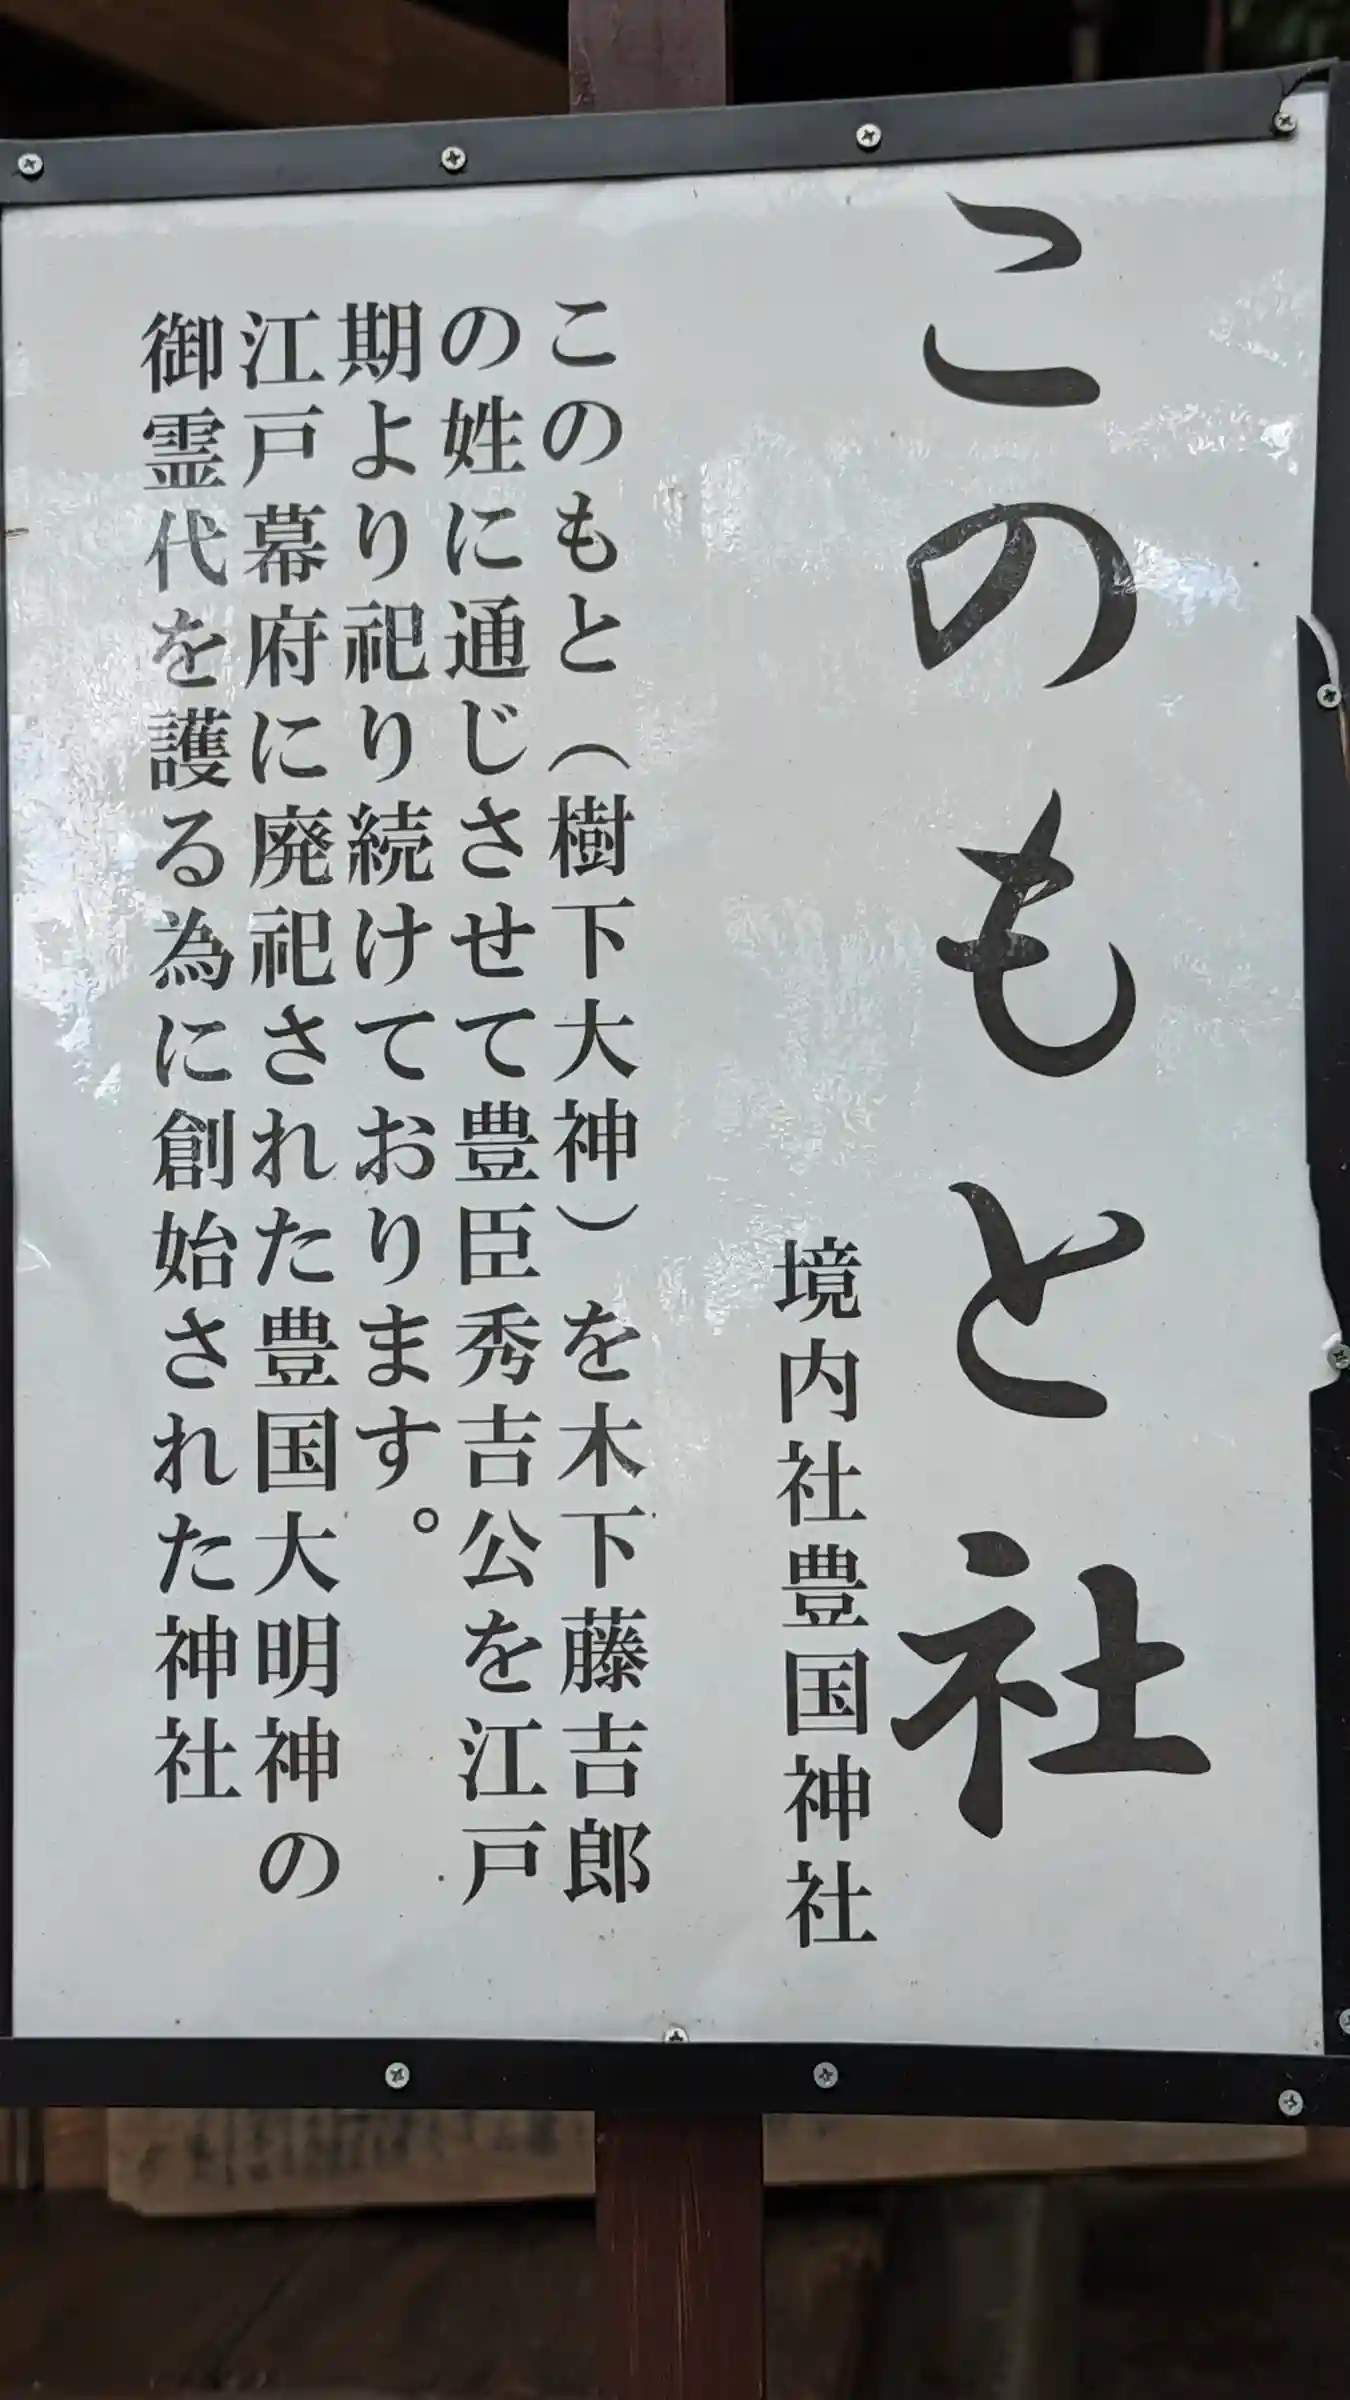 このもと社
境内社豊国神社
このもと（樹下大神）を木下藤吉郎
の姓に通じさせて豊臣秀吉公を江戸
期より祀り続けております。
江戸幕府に廃祀された豊国大明神の
御霊代を護る為に創始された神社